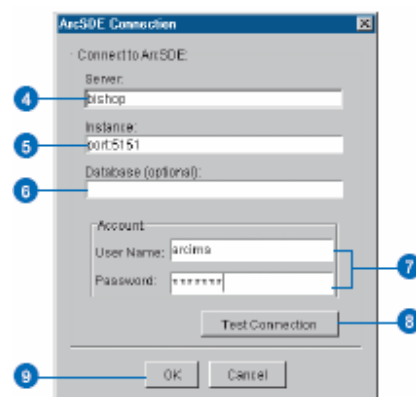 ArcSDE Connection
Connect to ArcSDE:
Server:
4
bishop
Instance:
5
port:5151
Database (optional):
6
Account
User Name: arcims
7
Password: *******
Test Connection
8
9
OK Cancel